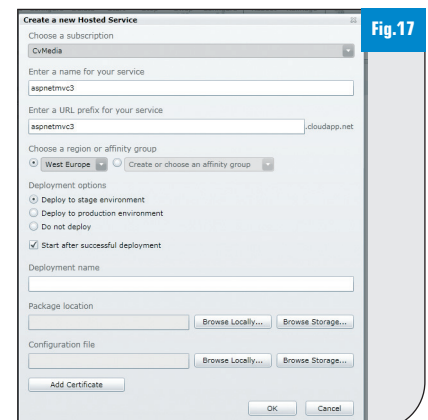 Create a new Hosted Service
Fig.17
Choose a subscription
CvMedia
Enter a name for your service
aspnetmvc3
Enter a URL prefix for your service
aspnetmvc3 .cloudapp.net
Choose a region or affinity group
West Europe Create or choose an affinity group
Deployment options
Deploy to stage environment
Deploy to production environment
Do not deploy
Start after successful deployment
Deployment name
Package location
Browse Locally... Browse Storage...
Configuration file
Browse Locally... Browse Storage...
Add Certificate
OK Cancel